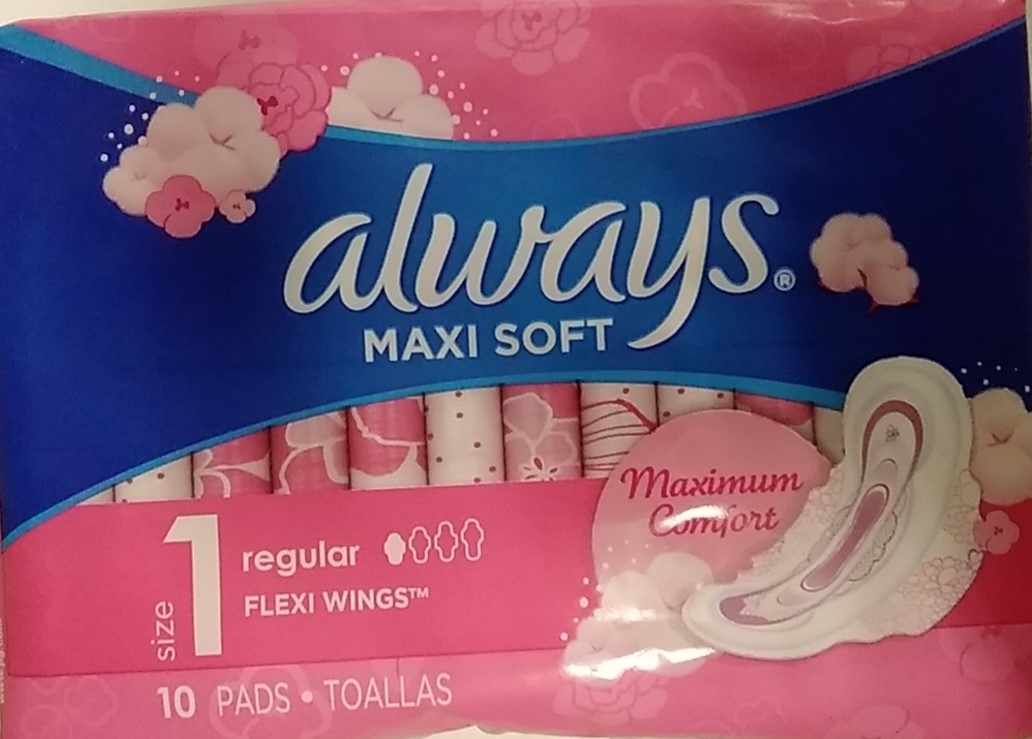 always®
MAXI SOFT
Maximum
Comfort
size 1
regular
FLEXI WINGS™
10 PADS • TOALLAS